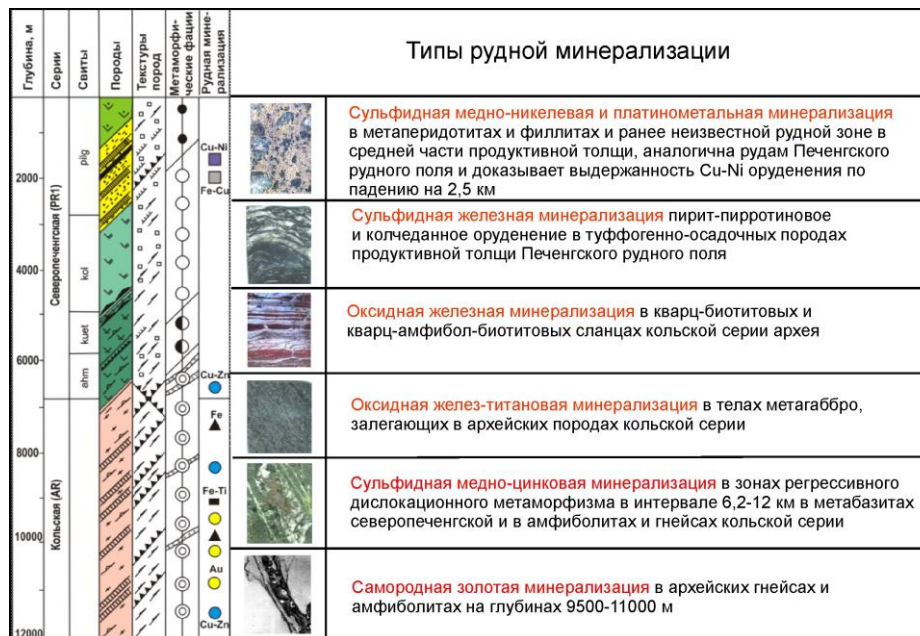 Глубина, м
Серии
Свиты
Породы
Текстуры пород
Метаморфи-ческие фации
Рудная мине-рализация
Типы рудной минерализации
2000
4000
6000
8000
10000
12000
Северопеченгская (PR1)
Кольская (AR)
pilg
kol
kuet
ahm
Cu-Ni
Fe-Cu
Cu-Zn
Fe
Fe-Ti
Au
Cu-Zn
Сульфидная медно-никелевая и платинометальная минерализация
в метаперидотитах и филлитах и ранее неизвестной рудной зоне в
средней части продуктивной толщи, аналогична рудам Печенгского
рудного поля и доказывает выдержанность Cu-Ni оруденения по
падению на 2,5 км
Сульфидная железная минерализация пирит-пирротиновое
и колчеданное оруденение в туффогенно-осадочных породах
продуктивной толщи Печенгского рудного поля
Оксидная железная минерализация в кварц-биотитовых и
кварц-амфибол-биотитовых сланцах кольской серии архея
Оксидная желез-титановая минерализация в телах метагаббро,
залегающих в архейских породах кольской серии
Сульфидная медно-цинковая минерализация в зонах регрессивного
дислокационного метаморфизма в интервале 6,2-12 км в метабазитах
северопеченгской и в амфиболитах и гнейсах кольской серии
Самородная золотая минерализация в архейских гнейсах и
амфиболитах на глубинах 9500-11000 м